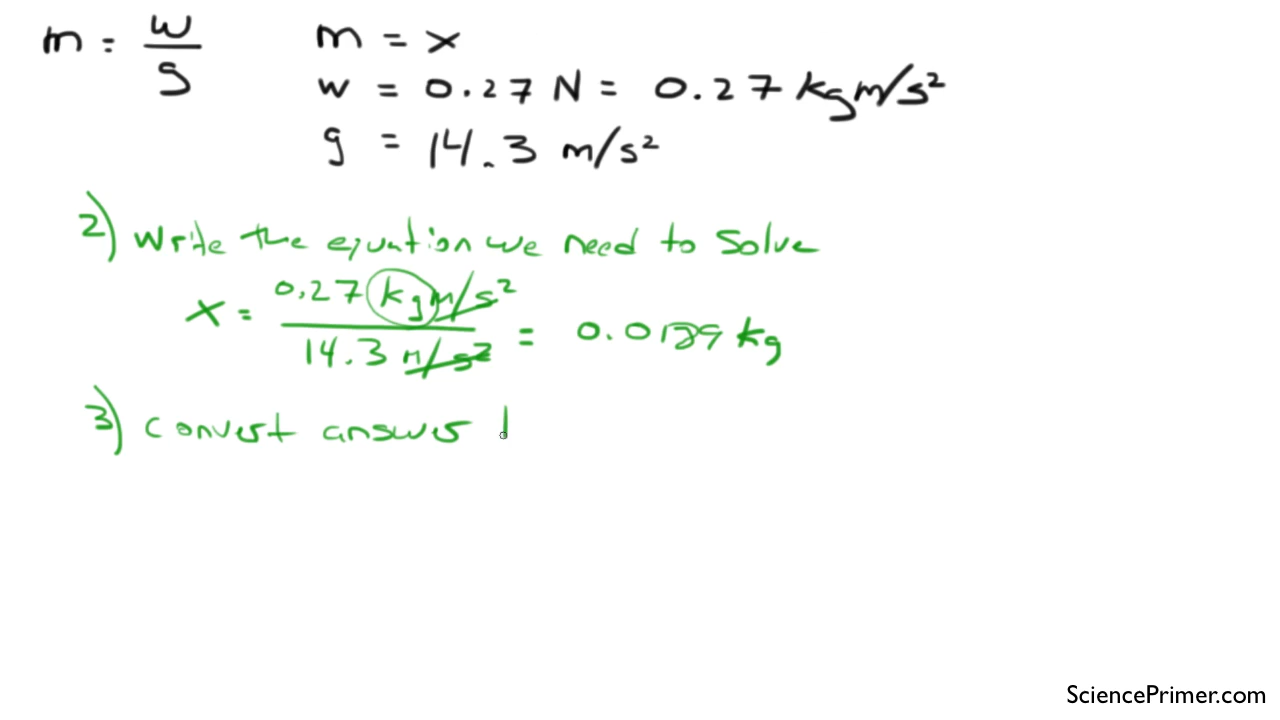 m = w/g
m = x
w = 0.27 N = 0.27 kgm/s²
g = 14.3 m/s²
2) Write the equation we need to solve
x = 0.27 kgm/s² / 14.3 m/s² = 0.0189 kg
3) convert answer
SciencePrimer.com